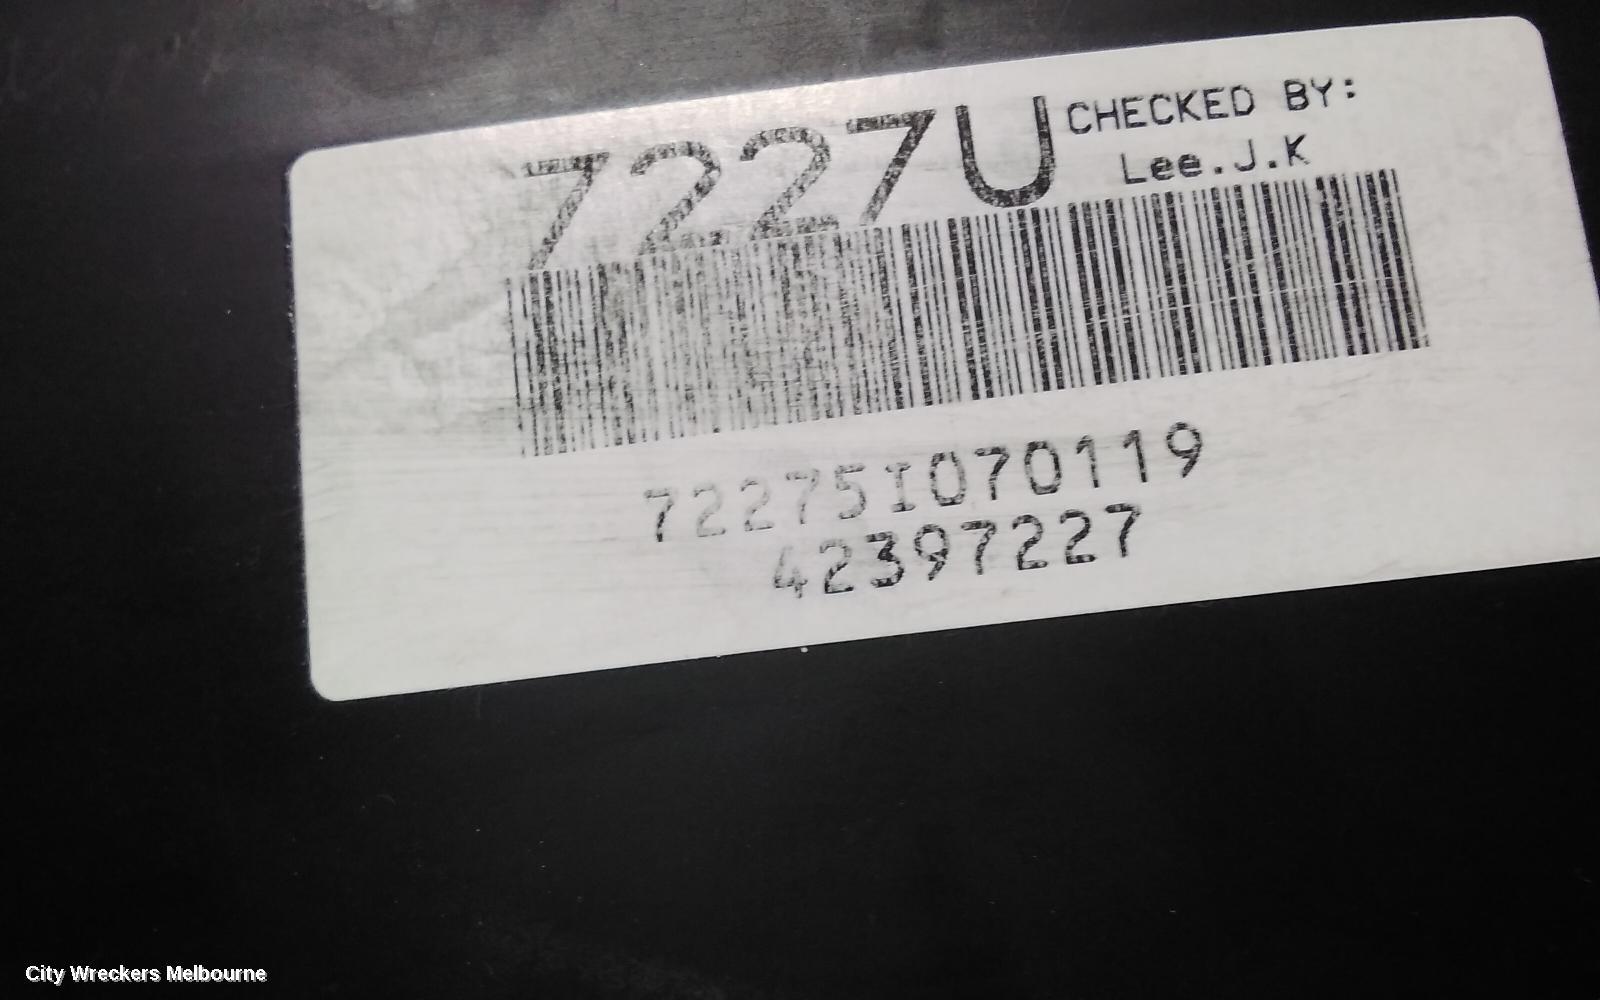 7227U
CHECKED BY:
Lee.J.K
72275I070119
42397227
City Wreckers Melbourne